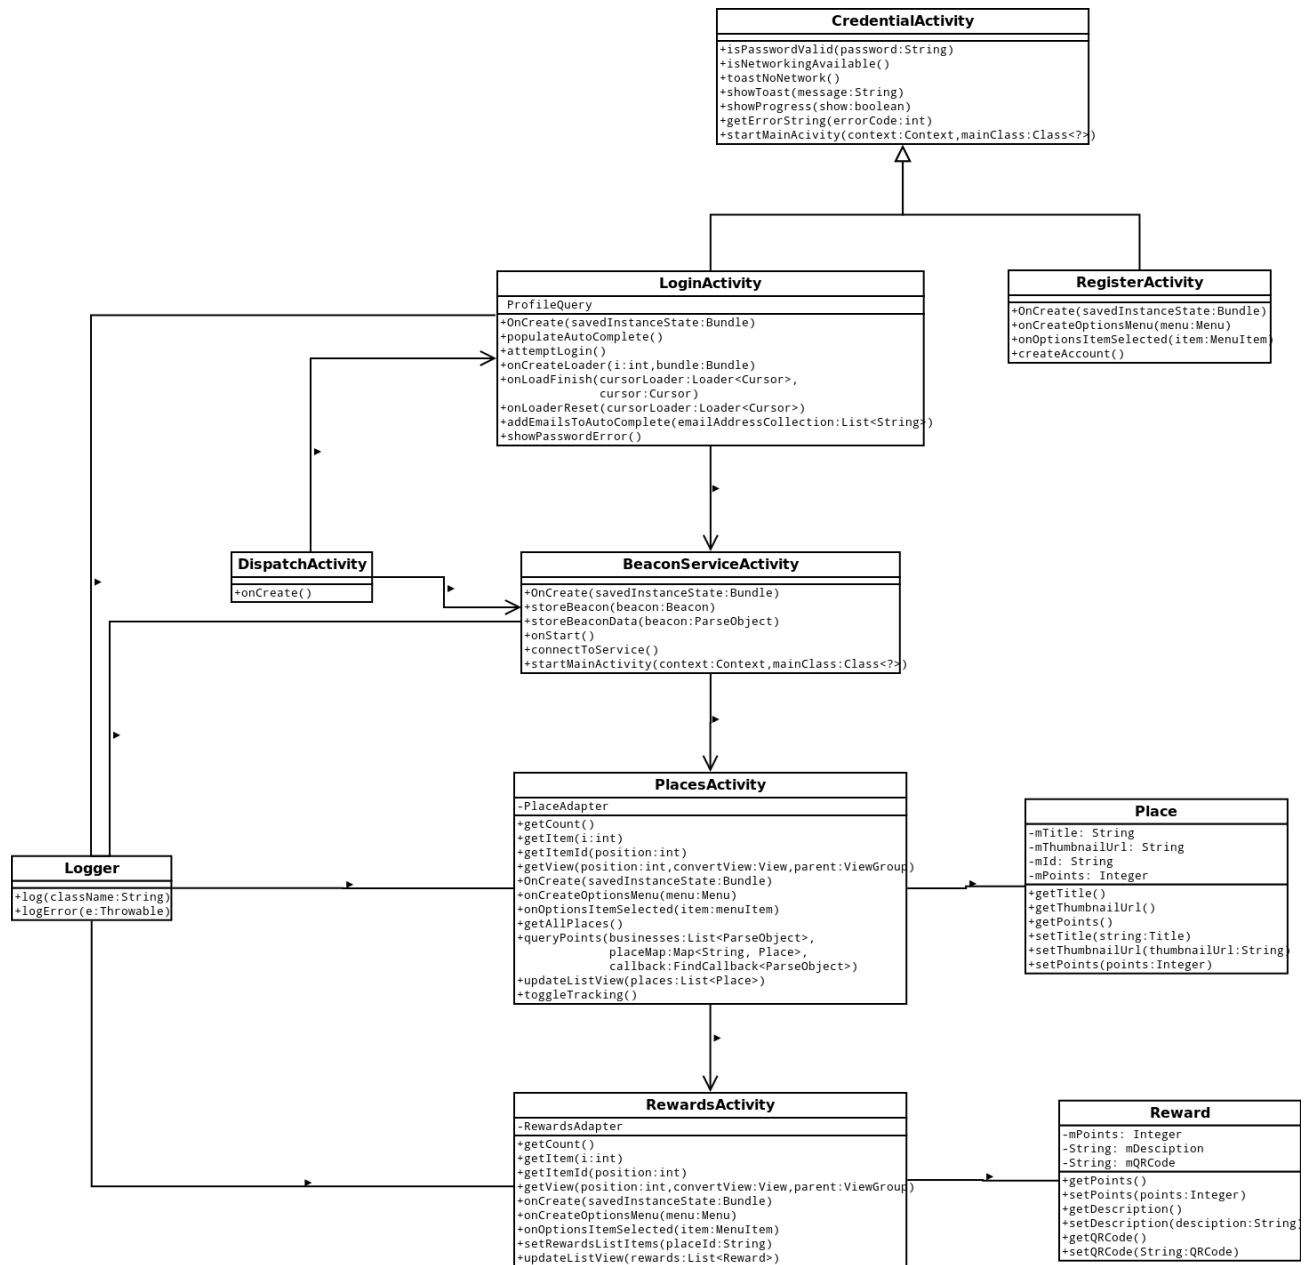 CredentialActivity
+isPasswordValid(password:String)
+isNetworkingAvailable()
+toastNoNetwork()
+showToast(message:String)
+showProgress(show:boolean)
+getErrorString(errorCode:int)
+startMainAcivity(context:Context,mainClass:Class<?>)
LoginActivity
ProfileQuery
+OnCreate(savedInstanceState:Bundle)
+populateAutoComplete()
+attemptLogin()
+onCreateLoader(i:int,bundle:Bundle)
+onLoadFinish(cursorLoader:Loader<Cursor>,
cursor:Cursor)
+onLoaderReset(cursorLoader:Loader<Cursor>)
+addEmailsToAutoComplete(emailAddressCollection:List<String>)
+showPasswordError()
RegisterActivity
+OnCreate(savedInstanceState:Bundle)
+onCreateOptionsMenu(menu:Menu)
+onOptionsItemSelected(item:MenuItem)
+createAccount()
DispatchActivity
+onCreate()
BeaconServiceActivity
+OnCreate(savedInstanceState:Bundle)
+storeBeacon(beacon:Beacon)
+storeBeaconData(beacon:ParseObject)
+onStart()
+connectToService()
+startMainActivity(context:Context,mainClass:Class<?>)
Logger
+log(className:String)
+logError(e:Throwable)
PlacesActivity
-PlaceAdapter
+getCount()
+getItem(i:int)
+getItemId(position:int)
+getView(position:int,convertView:View,parent:ViewGroup)
+OnCreate(savedInstanceState:Bundle)
+onCreateOptionsMenu(menu:Menu)
+onOptionsItemSelected(item:menuItem)
+getAllPlaces()
+queryPoints(businesses:List<ParseObject>,
placeMap:Map<String, Place>,
callback:FindCallback<ParseObject>)
+updateListView(places:List<Place>)
+toggleTracking()
Place
-mTitle: String
-mThumbnailUrl: String
-mId: String
-mPoints: Integer
+getTitle()
+getThumbnailUrl()
+getPoints()
+setTitle(string:Title)
+setThumbnailUrl(thumbnailUrl:String)
+setPoints(points:Integer)
RewardsActivity
-RewardsAdapter
+getCount()
+getItem(i:int)
+getItemId(position:int)
+getView(position:int,convertView:View,parent:ViewGroup)
+onCreate(savedInstanceState:Bundle)
+onCreateOptionsMenu(menu:Menu)
+onOptionsItemSelected(item:MenuItem)
+setRewardsListItems(placeId:String)
+updateListView(rewards:List<Reward>)
Reward
-mPoints: Integer
-String: mDesciption
-String: mQRCode
+getPoints()
+setPoints(points:Integer)
+getDescription()
+setDescription(desciption:String)
+getQRCode()
+setQRCode(String:QRCode)